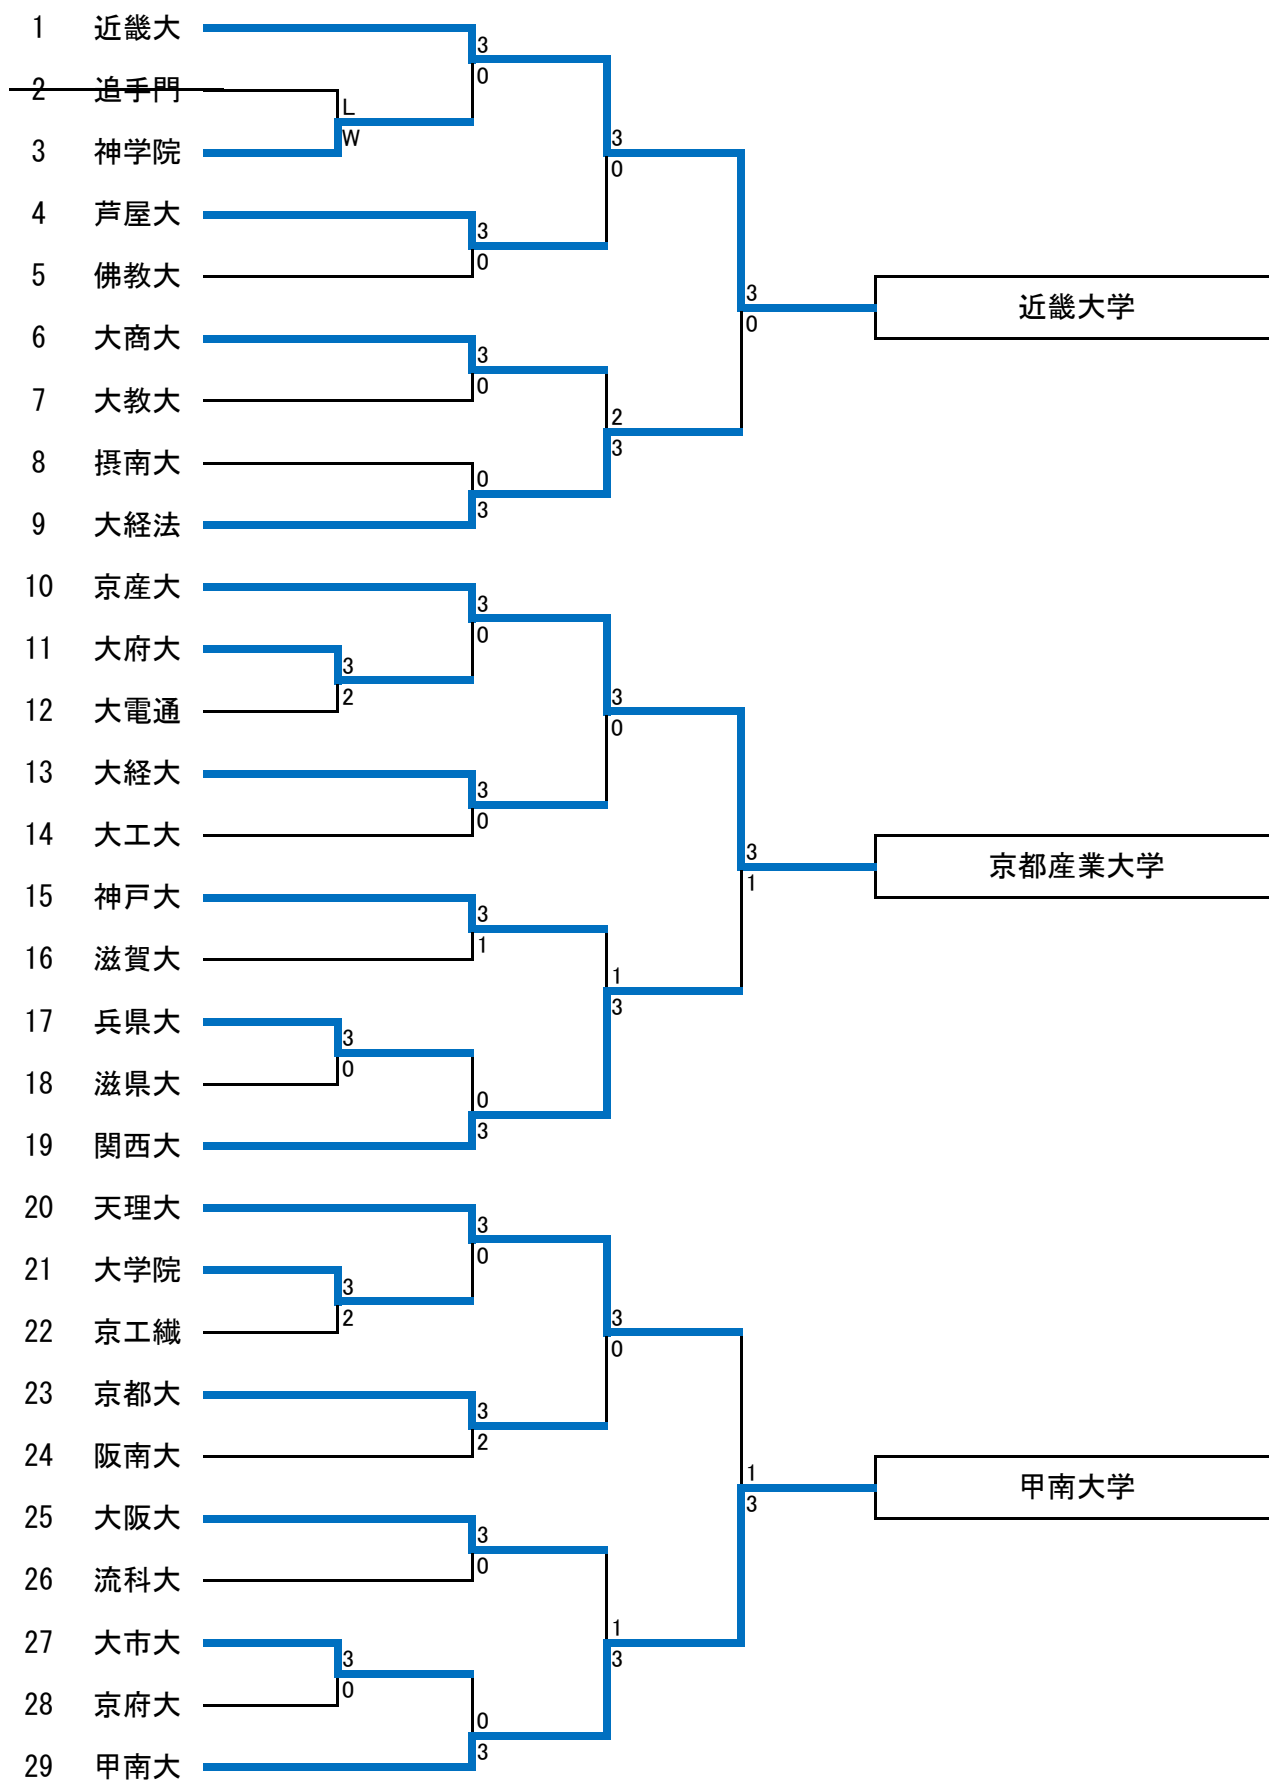 1 近畿大
3
0
2 追手門
L
W
3 神学院
3
0
4 芦屋大
3
0
5 佛教大
3
0
近畿大学
6 大商大
3
0
7 大教大
2
3
8 摂南大
0
3
9 大経法
10 京産大
3
0
11 大府大
3
2
12 大電通
3
0
13 大経大
3
0
14 大工大
3
1
京都産業大学
15 神戸大
3
1
16 滋賀大
1
3
17 兵県大
3
0
18 滋県大
0
3
19 関西大
20 天理大
3
0
21 大学院
3
2
22 京工繊
3
0
23 京都大
3
2
24 阪南大
1
3
甲南大学
25 大阪大
3
0
26 流科大
1
3
27 大市大
3
0
28 京府大
0
3
29 甲南大